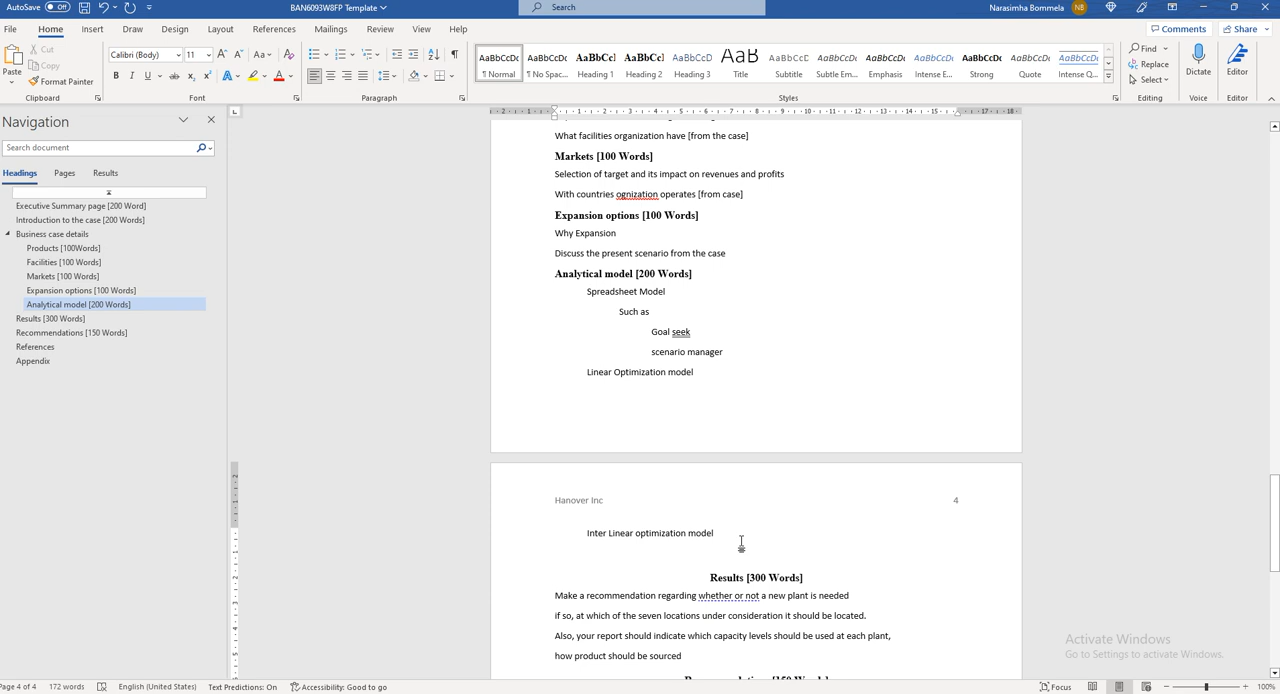 AutoSave Off BAN6093W8FP Template Search Narasimha Bommela NB
File Home Insert Draw Design Layout References Mailings Review View Help Comments Share
Paste Cut Copy Format Painter
Calibri (Body) 11
AaBbCcDc AaBbCcDc AaBbC AaBbCc AaBbCcDc AaB AaBbCcDc AaBbCcDc AaBbCcDc AaBbCcDc AaBbCcDc AaBbCcDc AaBbCcDc
¶ Normal ¶ No Spac... Heading 1 Heading 2 Heading 3 Title Subtitle Subtle Em... Emphasis Intense E... Strong Quote Intense Q...
Find Replace Select Dictate Editor
Clipboard Font Paragraph Styles Editing Voice Editor
Navigation
Search document
Headings Pages Results
Executive Summary page [200 Word]
Introduction to the case [200 Words]
Business case details
Products [100Words]
Facilities [100 Words]
Markets [100 Words]
Expansion options [100 Words]
Analytical model [200 Words]
Results [300 Words]
Recommendations [150 Words]
References
Appendix
What facilities organization have [from the case]
Markets [100 Words]
Selection of target and its impact on revenues and profits
With countries ognization operates [from case]
Expansion options [100 Words]
Why Expansion
Discuss the present scenario from the case
Analytical model [200 Words]
Spreadsheet Model
Such as
Goal seek
scenario manager
Linear Optimization model
Hanover Inc 4
Inter Linear optimization model
Results [300 Words]
Make a recommendation regarding whether or not a new plant is needed
if so, at which of the seven locations under consideration it should be located.
Also, your report should indicate which capacity levels should be used at each plant,
how product should be sourced
Activate Windows
Go to Settings to activate Windows.
Page 4 of 4 172 words English (United States) Text Predictions: On Accessibility: Good to go Focus 100%